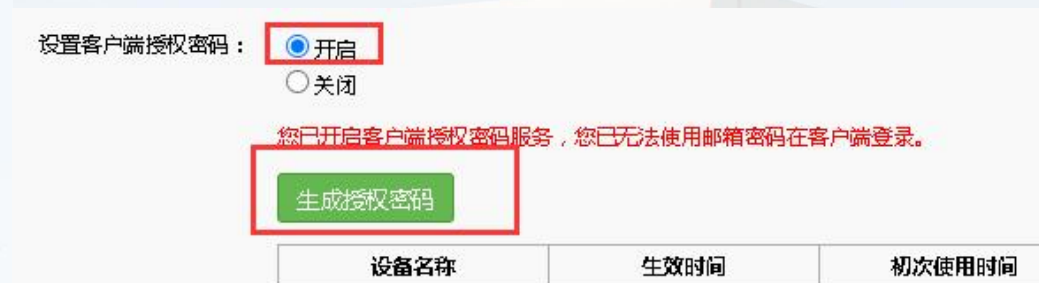 设置客户端授权密码： 开启
关闭
您已开启客户端授权密码服务，您已无法使用邮箱密码在客户端登录。
生成授权密码
设备名称 生效时间 初次使用时间